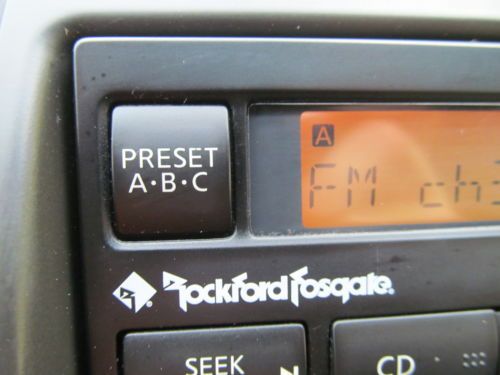 PRESET
A·B·C
A
FM ch
Rockford Fosgate
SEEK
CD